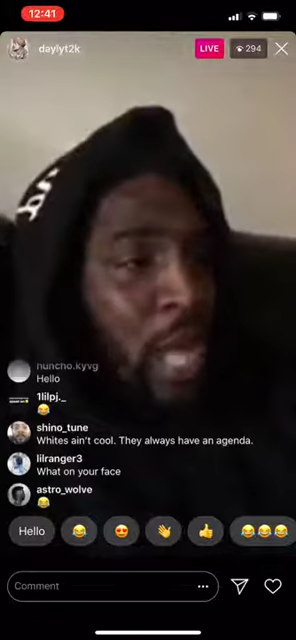 12:41
daylyt2k
LIVE
294
huncho.kyvg
Hello
1lilpj._
😂
shino_tune
Whites ain't cool. They always have an agenda.
lilranger3
What on your face
astro_wolve
😂
Hello 😂 😍 👋 👍 😂😂😂
Comment